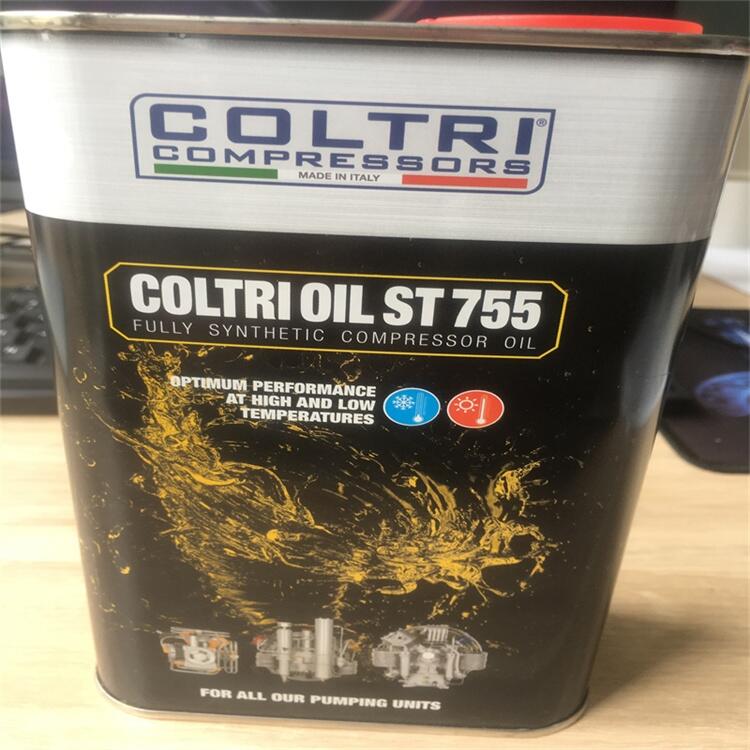 COLTRI®
COMPRESSORS
MADE IN ITALY
COLTRI OIL ST 755
FULLY SYNTHETIC COMPRESSOR OIL
OPTIMUM PERFORMANCE
AT HIGH AND LOW
TEMPERATURES
FOR ALL OUR PUMPING UNITS